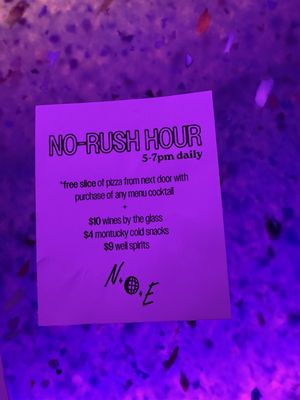 NO-RUSH HOUR
5-7pm daily
*free slice of pizza from next door with
purchase of any menu cocktail
+
$10 wines by the glass
$4 montucky cold snacks
$9 well spirits
N E